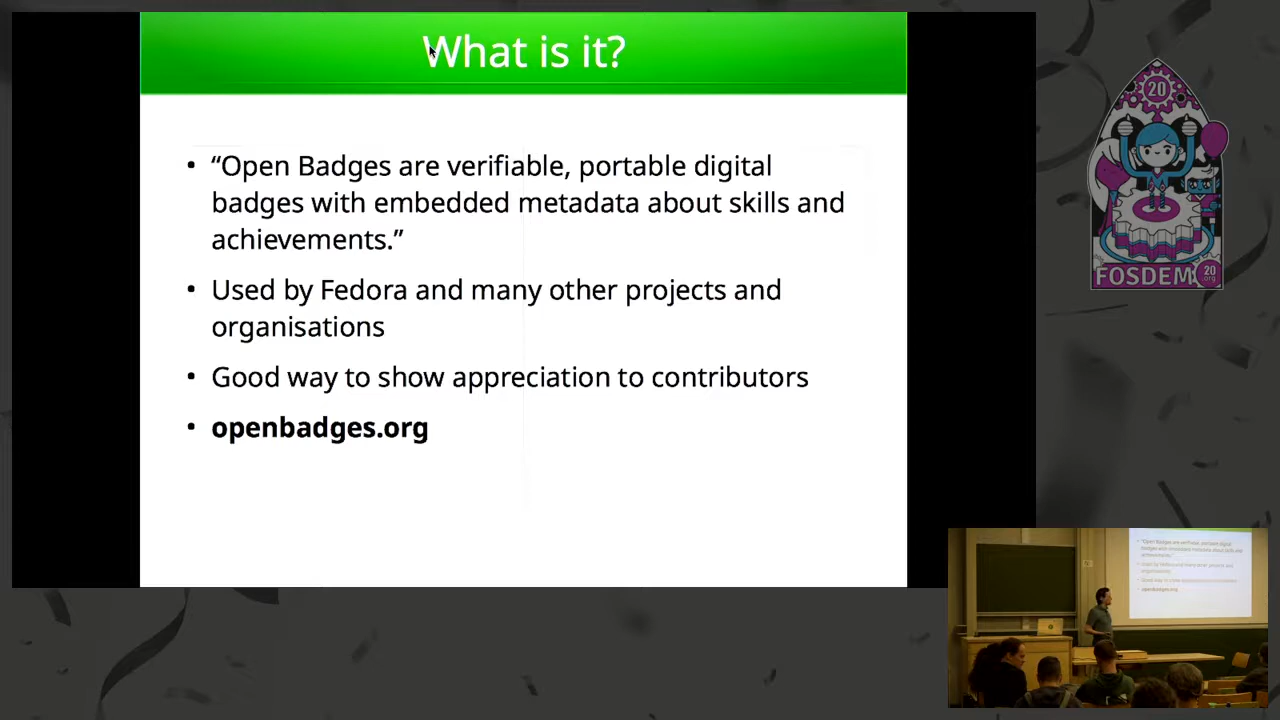 What is it?
• “Open Badges are verifiable, portable digital
badges with embedded metadata about skills and
achievements.”
• Used by Fedora and many other projects and
organisations
• Good way to show appreciation to contributors
• openbadges.org
20
FOSDEM
20
.org